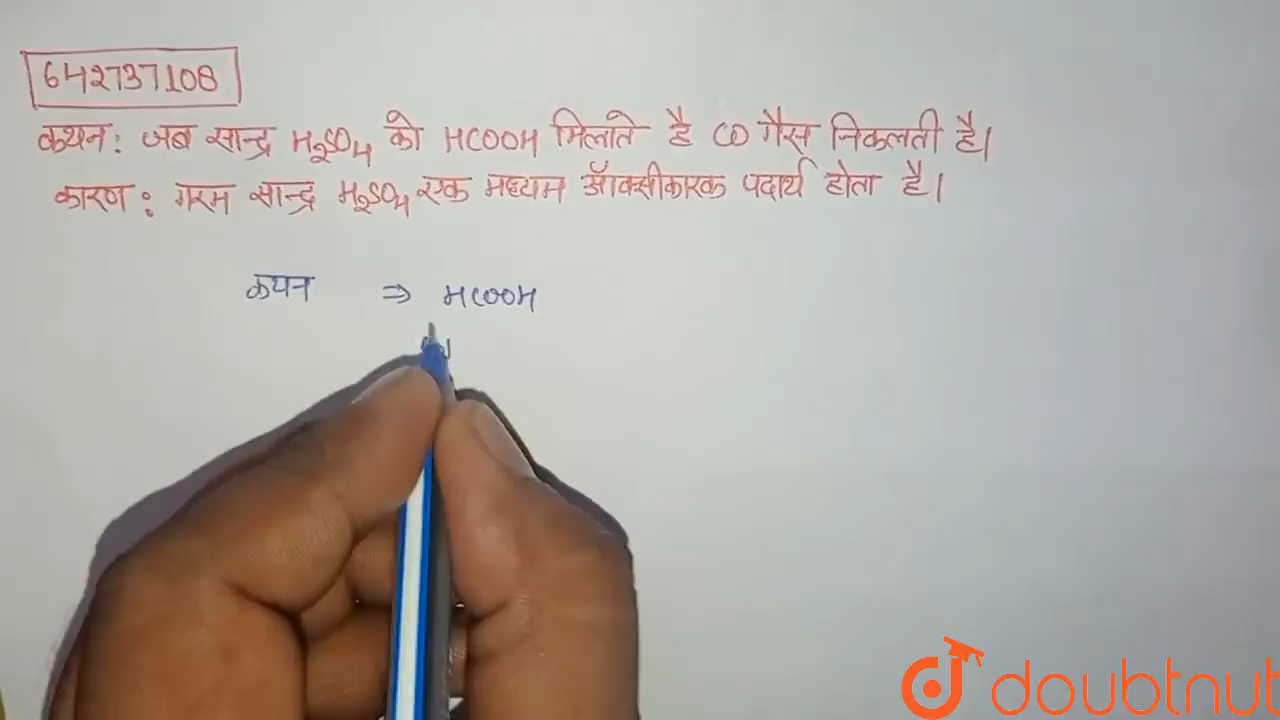 642737108
कथन: जब सान्द्र H2SO4 को HCOOH मिलाते है CO गैस निकलती है।
कारण: गरम सान्द्र H2SO4 एक मध्यम ऑक्सीकारक पदार्थ होता है।
कथन ⇒ HCOOH
doubtnut